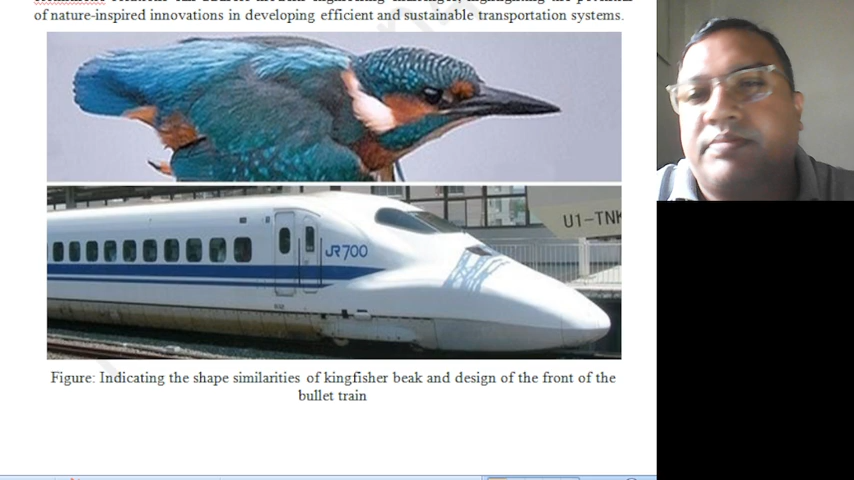 of nature-inspired innovations in developing efficient and sustainable transportation systems.
U1-TNK
JR700
Figure: Indicating the shape similarities of kingfisher beak and design of the front of the
bullet train